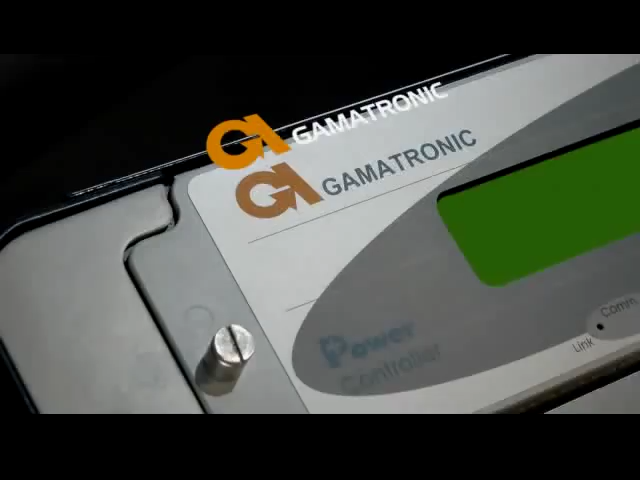 GAMATRONIC
GAMATRONIC
Power
Controller
Comm
Link